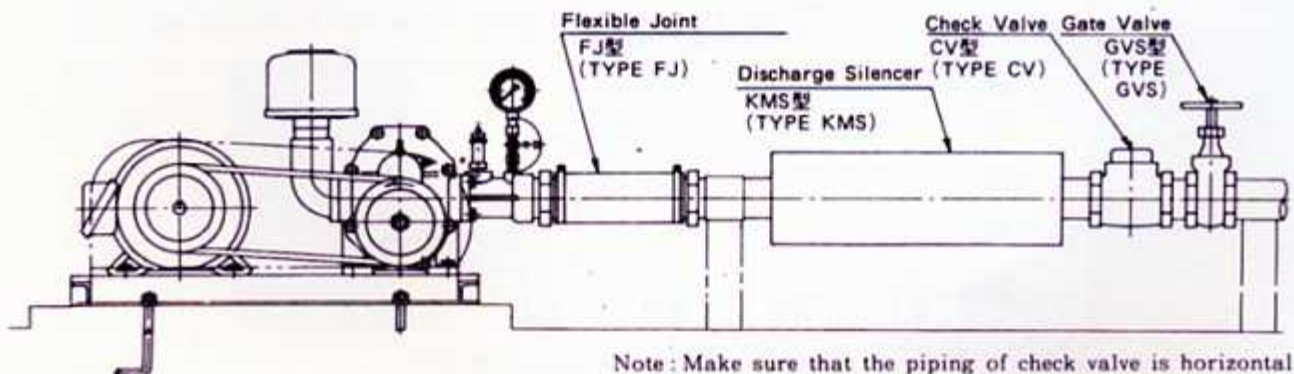 Flexible Joint
FJ型
(TYPE FJ)
Discharge Silencer
KMS型
(TYPE KMS)
Check Valve
CV型
(TYPE CV)
Gate Valve
GVS型
(TYPE
GVS)
Note : Make sure that the piping of check valve is horizontal